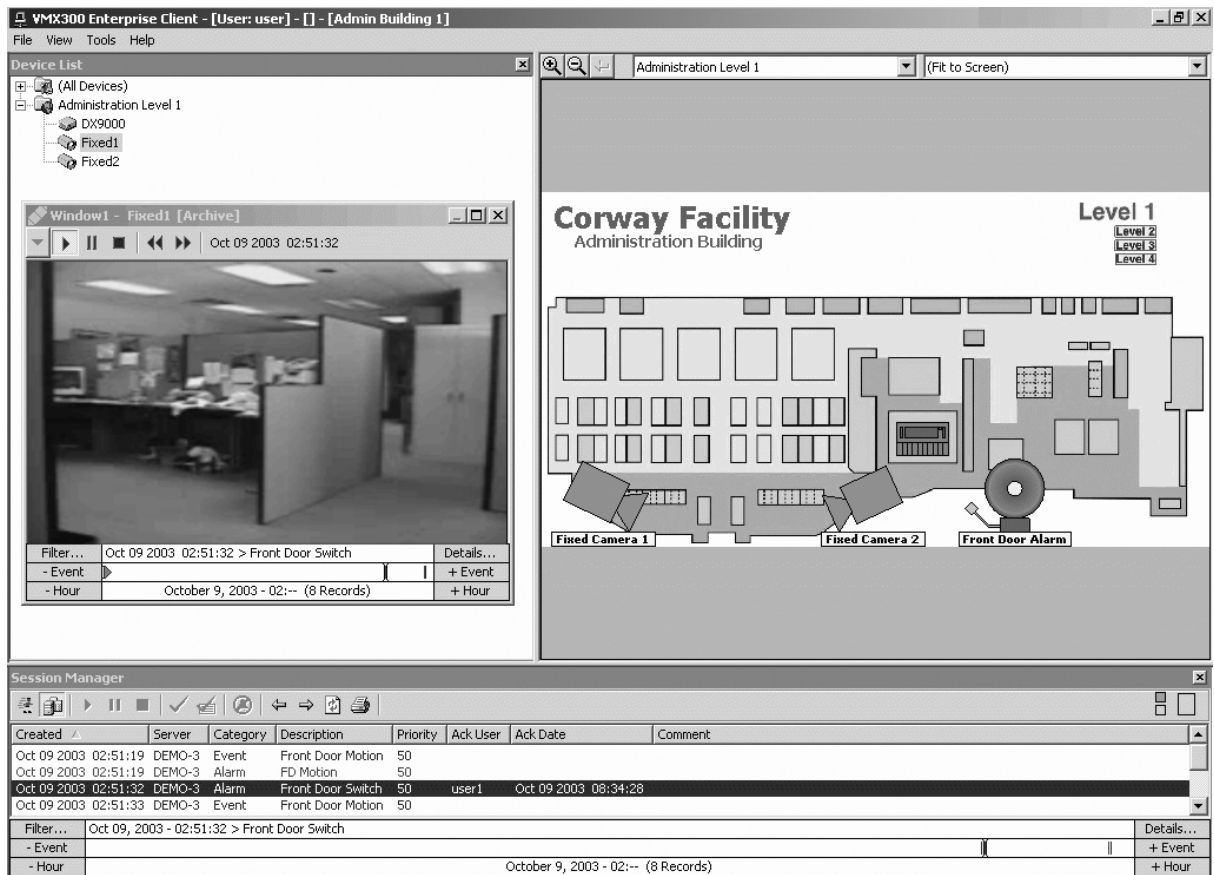 VMX300 Enterprise Client - [User: user] - [] - [Admin Building 1]
File View Tools Help
Device List
(All Devices)
Administration Level 1
DX9000
Fixed1
Fixed2
Window1 - Fixed1 [Archive]
Oct 09 2003 02:51:32
Filter... Oct 09 2003 02:51:32 > Front Door Switch Details...
- Event + Event
- Hour October 9, 2003 - 02:-- (8 Records) + Hour
Administration Level 1 (Fit to Screen)
Corway Facility
Administration Building
Level 1
Level 2
Level 3
Level 4
Fixed Camera 1 Fixed Camera 2 Front Door Alarm
Session Manager
Created Server Category Description Priority Ack User Ack Date Comment
Oct 09 2003 02:51:19 DEMO-3 Event Front Door Motion 50
Oct 09 2003 02:51:19 DEMO-3 Alarm FD Motion 50
Oct 09 2003 02:51:32 DEMO-3 Alarm Front Door Switch 50 user1 Oct 09 2003 08:34:28
Oct 09 2003 02:51:33 DEMO-3 Event Front Door Motion 50
Filter... Oct 09, 2003 - 02:51:32 > Front Door Switch Details...
- Event + Event
- Hour October 9, 2003 - 02:-- (8 Records) + Hour